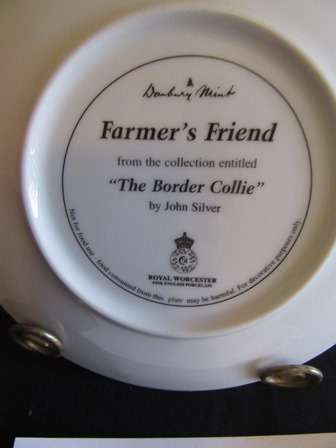 Danbury Mint
Farmer's Friend
from the collection entitled
"The Border Collie"
by John Silver
ROYAL WORCESTER
FINE ENGLISH PORCELAIN
Not for food use - food consumed from this plate may be harmful. For decorative purposes only.